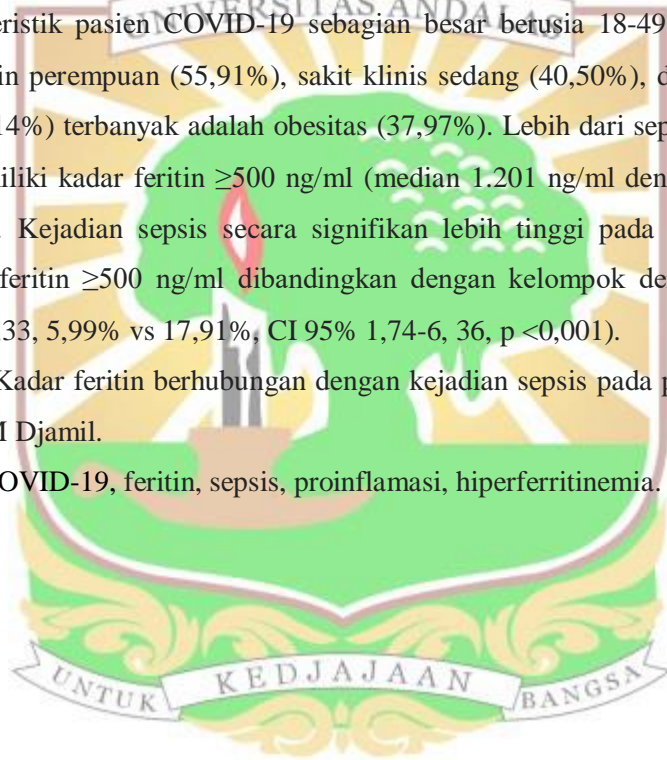 UNIVERSITAS ANDALAS
eristik pasien COVID-19 sebagian besar berusia 18-49
in perempuan (55,91%), sakit klinis sedang (40,50%), d
14%) terbanyak adalah obesitas (37,97%). Lebih dari sep
iliki kadar feritin ≥500 ng/ml (median 1.201 ng/ml den
. Kejadian sepsis secara signifikan lebih tinggi pada
feritin ≥500 ng/ml dibandingkan dengan kelompok de
33, 5,99% vs 17,91%, CI 95% 1,74-6, 36, p <0,001).
Kadar feritin berhubungan dengan kejadian sepsis pada p
M Djamil.
OVID-19, feritin, sepsis, proinflamasi, hiperferritinemia.
UNTUK KEDJAJAAN BANGSA